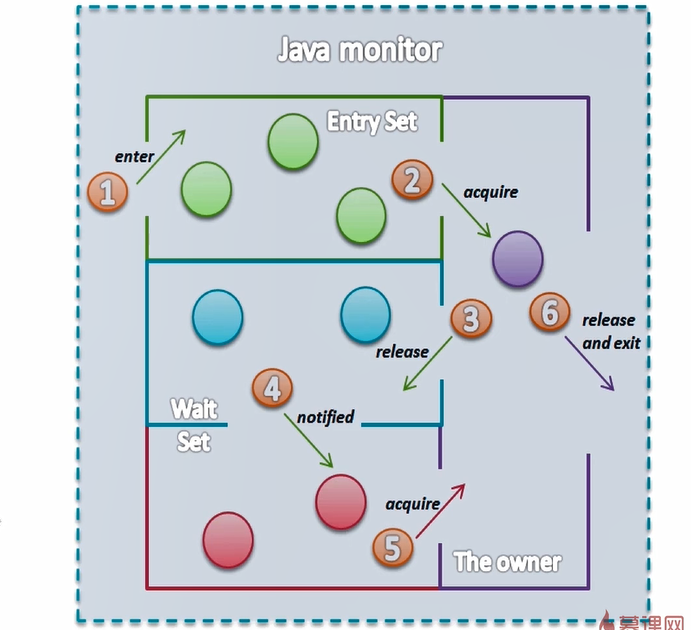 Java monitor
Entry Set
enter
1
2
acquire
3
6
release
and exit
release
4
Wait
Set
notified
acquire
5
The owner
慕课网